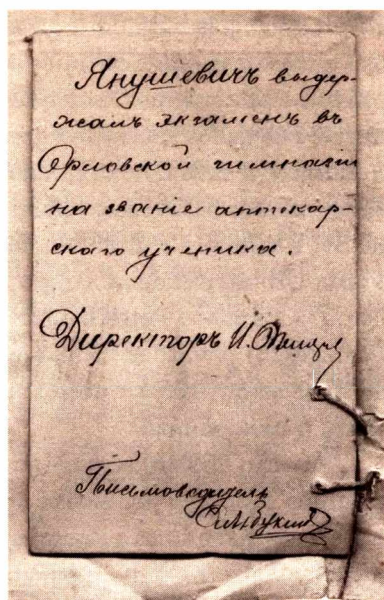 Янушевичъ выдер-
жалъ экзаменъ въ
Орловской гимназіи
на званіе аптекар-
скаго ученика.
Директоръ И.
Письмоводитель